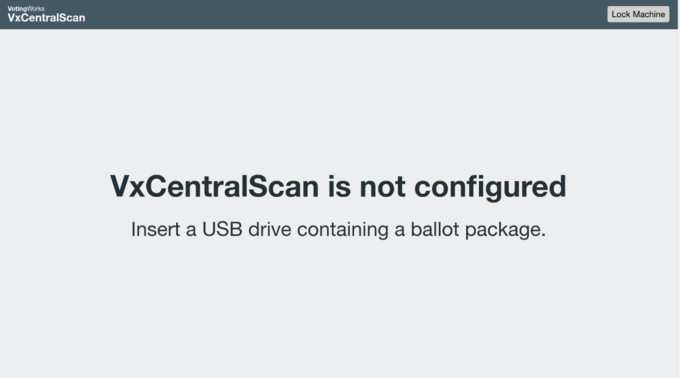 VotingWorks
VxCentralScan
Lock Machine
VxCentralScan is not configured
Insert a USB drive containing a ballot package.